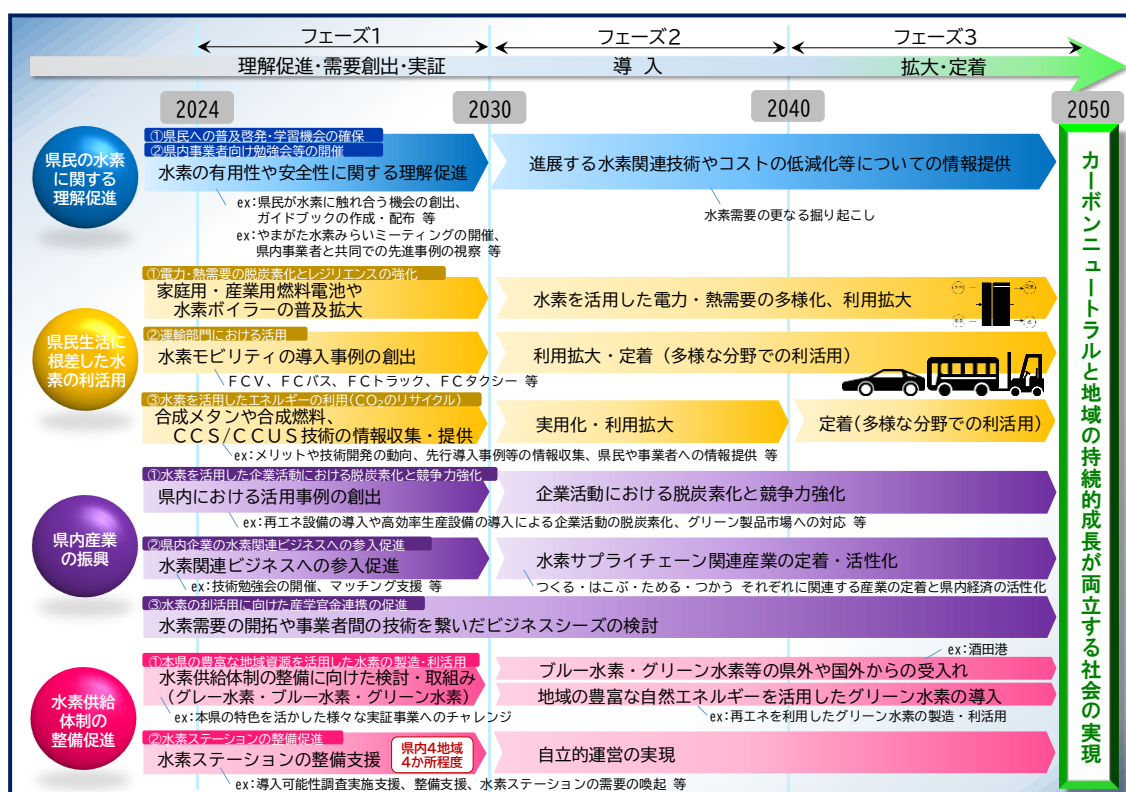 フェーズ1
フェーズ2
フェーズ3
理解促進・需要創出・実証
導 入
拡大・定着
2024
2030
2040
2050
県民の水素
に関する
理解促進
①県民への普及啓発・学習機会の確保
②県内事業者向け勉強会等の開催
水素の有用性や安全性に関する理解促進
ex:県民が水素に触れ合う機会の創出、
ガイドブックの作成・配布 等
ex:やまがた水素みらいミーティングの開催、
県内事業者と共同での先進事例の視察 等
進展する水素関連技術やコストの低減化等についての情報提供
水素需要の更なる掘り起こし
県民生活に
根差した水
素の利活用
①電力・熱需要の脱炭素化とレジリエンスの強化
家庭用・産業用燃料電池や
水素ボイラーの普及拡大
水素を活用した電力・熱需要の多様化、利用拡大
②運輸部門における活用
水素モビリティの導入事例の創出
ＦＣＶ、ＦＣバス、ＦＣトラック、ＦＣタクシー 等
利用拡大・定着（多様な分野での利活用）
③水素を活用したエネルギーの利用(CO₂のリサイクル)
合成メタンや合成燃料、
ＣＣＳ/ＣＣＵＳ技術の情報収集・提供
ex:メリットや技術開発の動向、先行導入事例等の情報収集、県民や事業者への情報提供 等
実用化・利用拡大
定着(多様な分野での利活用)
県内産業
の振興
①水素を活用した企業活動における脱炭素化と競争力強化
県内における活用事例の創出
ex:再エネ設備の導入や高効率生産設備の導入による企業活動の脱炭素化、グリーン製品市場への対応 等
企業活動における脱炭素化と競争力強化
②県内企業の水素関連ビジネスへの参入促進
水素関連ビジネスへの参入促進
ex:技術勉強会の開催、マッチング支援 等
水素サプライチェーン関連産業の定着・活性化
つくる・はこぶ・ためる・つかう それぞれに関連する産業の定着と県内経済の活性化
③水素の利活用に向けた産学官金連携の促進
水素需要の開拓や事業者間の技術を繋いだビジネスシーズの検討
水素供給
体制の
整備促進
①本県の豊富な地域資源を活用した水素の製造・利活用
水素供給体制の整備に向けた検討・取組み
(グレー水素・ブルー水素・グリーン水素)
ex:本県の特色を活かした様々な実証事業へのチャレンジ
ex:酒田港
ブルー水素・グリーン水素等の県外や国外からの受入れ
地域の豊富な自然エネルギーを活用したグリーン水素の導入
ex:再エネを利用したグリーン水素の製造・利活用
②水素ステーションの整備促進
水素ステーションの整備支援
県内4地域
4か所程度
ex:導入可能性調査実施支援、整備支援、水素ステーションの需要の喚起 等
自立的運営の実現
カーボンニュートラルと地域の持続的成長が両立する社会の実現